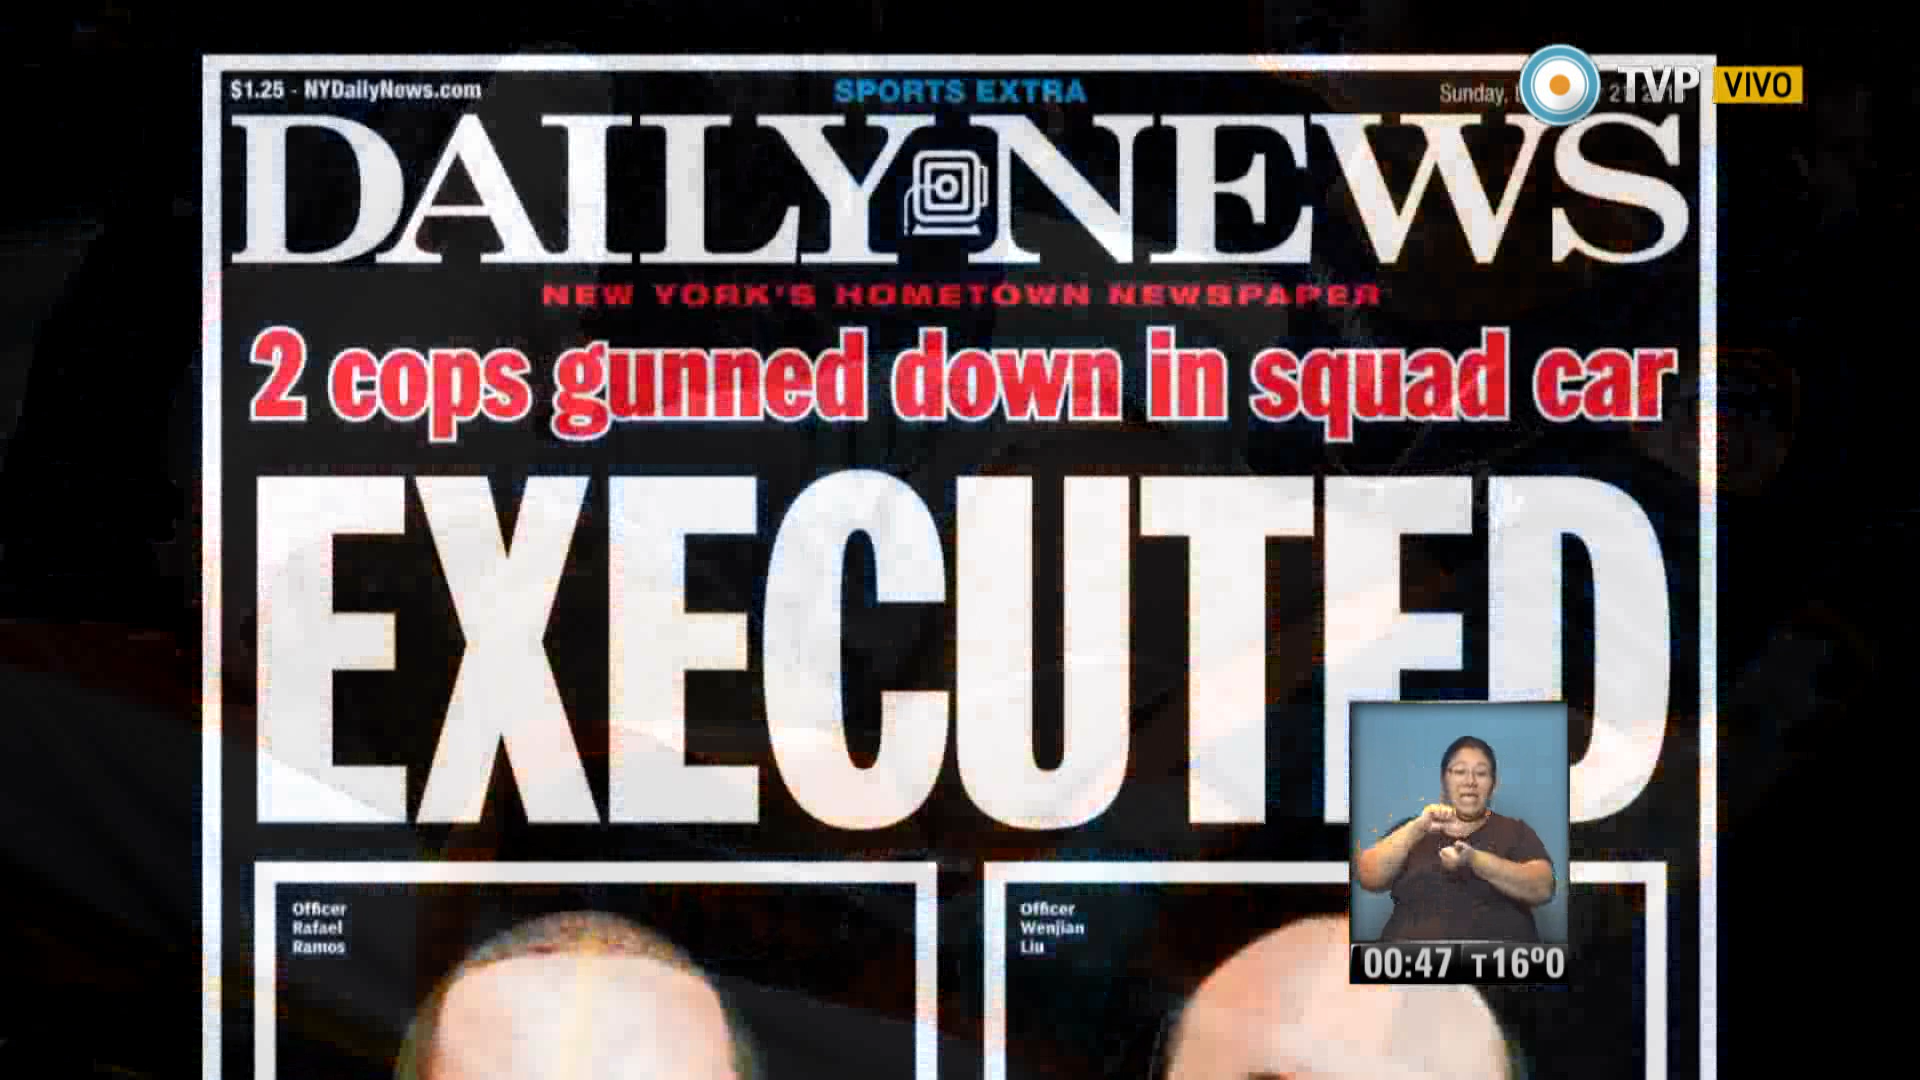 $1.25 - NYDailyNews.com
SPORTS EXTRA
Sunday, 21
TVP VIVO
DAILY NEWS
NEW YORK'S HOMETOWN NEWSPAPER
2 cops gunned down in squad car
EXECUTED
Officer
Rafael
Ramos
Officer
Wenjian
Liu
00:47 T16º0